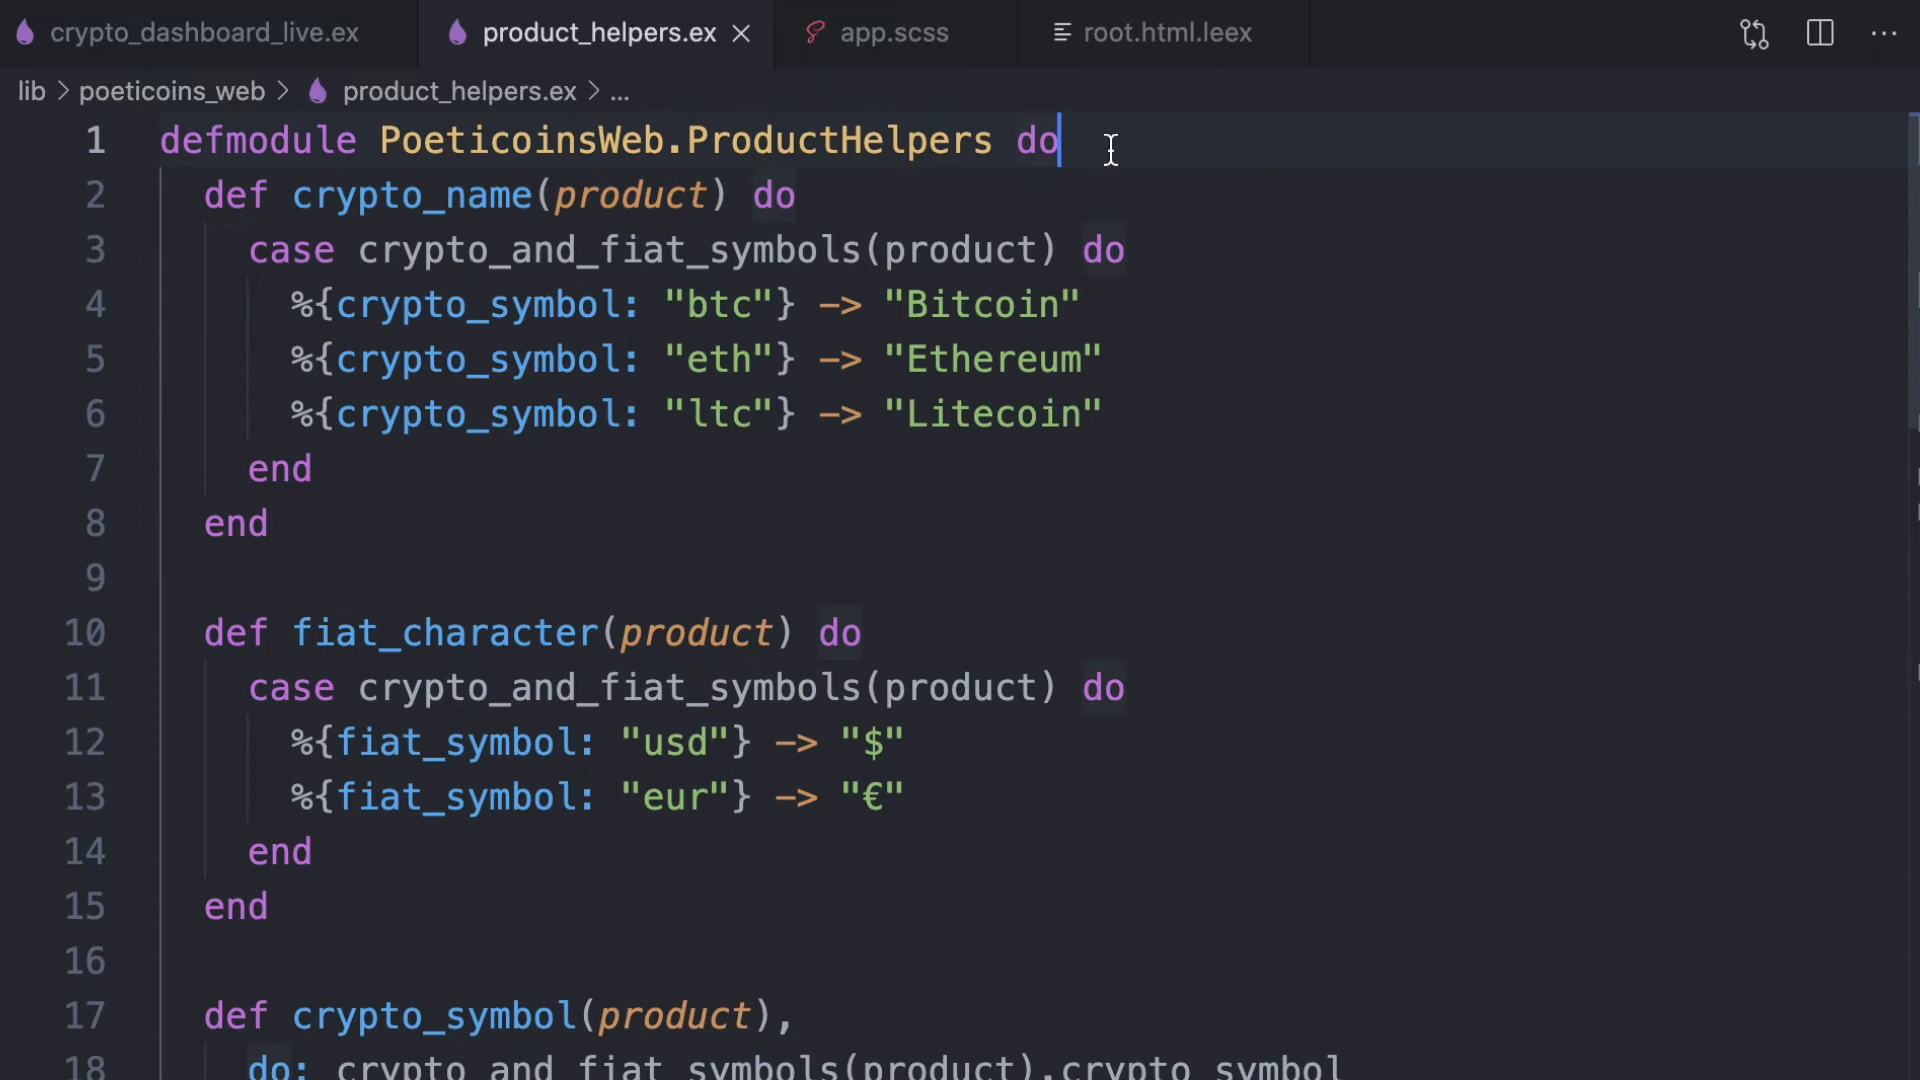 crypto_dashboard_live.ex product_helpers.ex app.scss root.html.leex
lib > poeticoins_web > product_helpers.ex > ...
1 defmodule PoeticoinsWeb.ProductHelpers do
2 def crypto_name(product) do
3 case crypto_and_fiat_symbols(product) do
4 %{crypto_symbol: "btc"} -> "Bitcoin"
5 %{crypto_symbol: "eth"} -> "Ethereum"
6 %{crypto_symbol: "ltc"} -> "Litecoin"
7 end
8 end
9
10 def fiat_character(product) do
11 case crypto_and_fiat_symbols(product) do
12 %{fiat_symbol: "usd"} -> "$"
13 %{fiat_symbol: "eur"} -> "€"
14 end
15 end
16
17 def crypto_symbol(product),
18 do: crypto_and_fiat_symbols(product).crypto_symbol